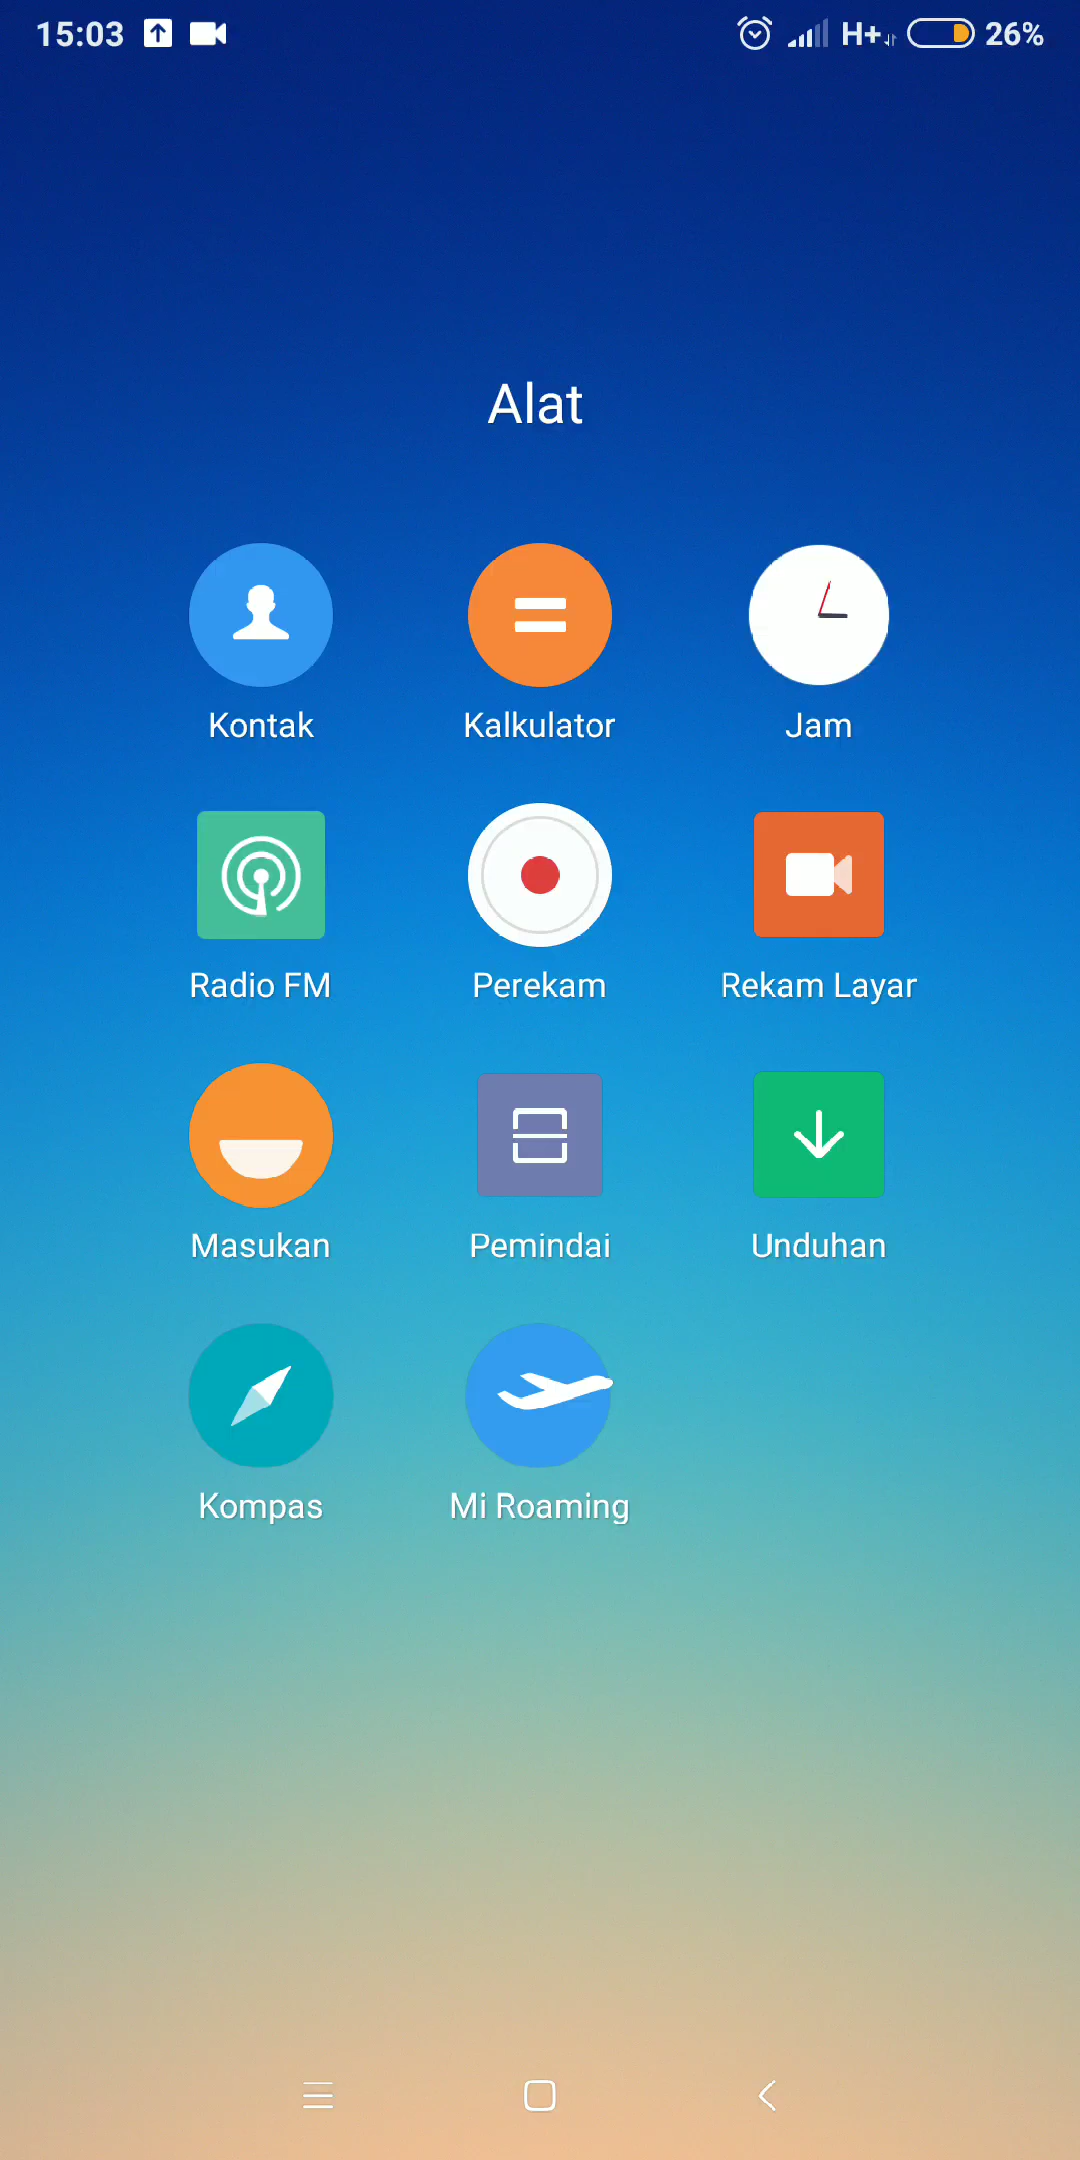 15:03 H+ 26%
Alat
Kontak Kalkulator Jam
Radio FM Perekam Rekam Layar
Masukan Pemindai Unduhan
Kompas Mi Roaming